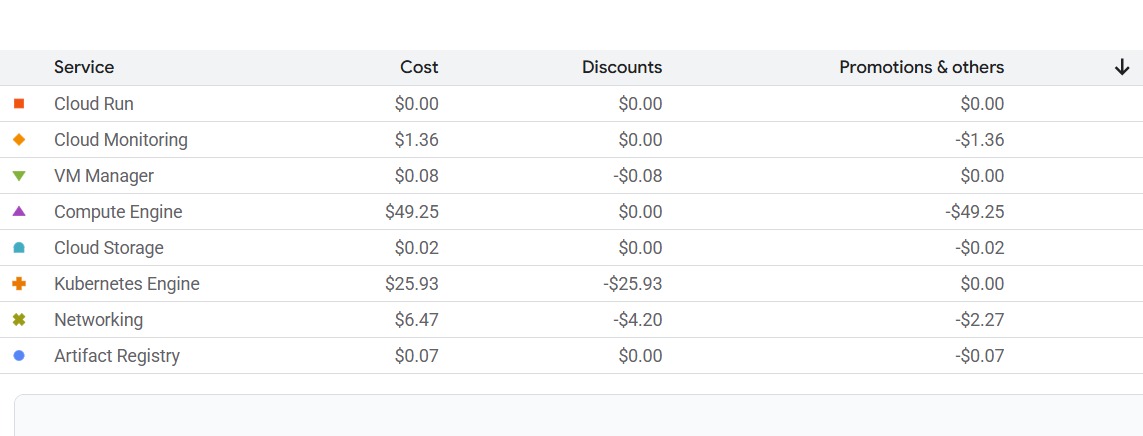 Service Cost Discounts Promotions & others
Cloud Run $0.00 $0.00 $0.00
Cloud Monitoring $1.36 $0.00 -$1.36
VM Manager $0.08 -$0.08 $0.00
Compute Engine $49.25 $0.00 -$49.25
Cloud Storage $0.02 $0.00 -$0.02
Kubernetes Engine $25.93 -$25.93 $0.00
Networking $6.47 -$4.20 -$2.27
Artifact Registry $0.07 $0.00 -$0.07